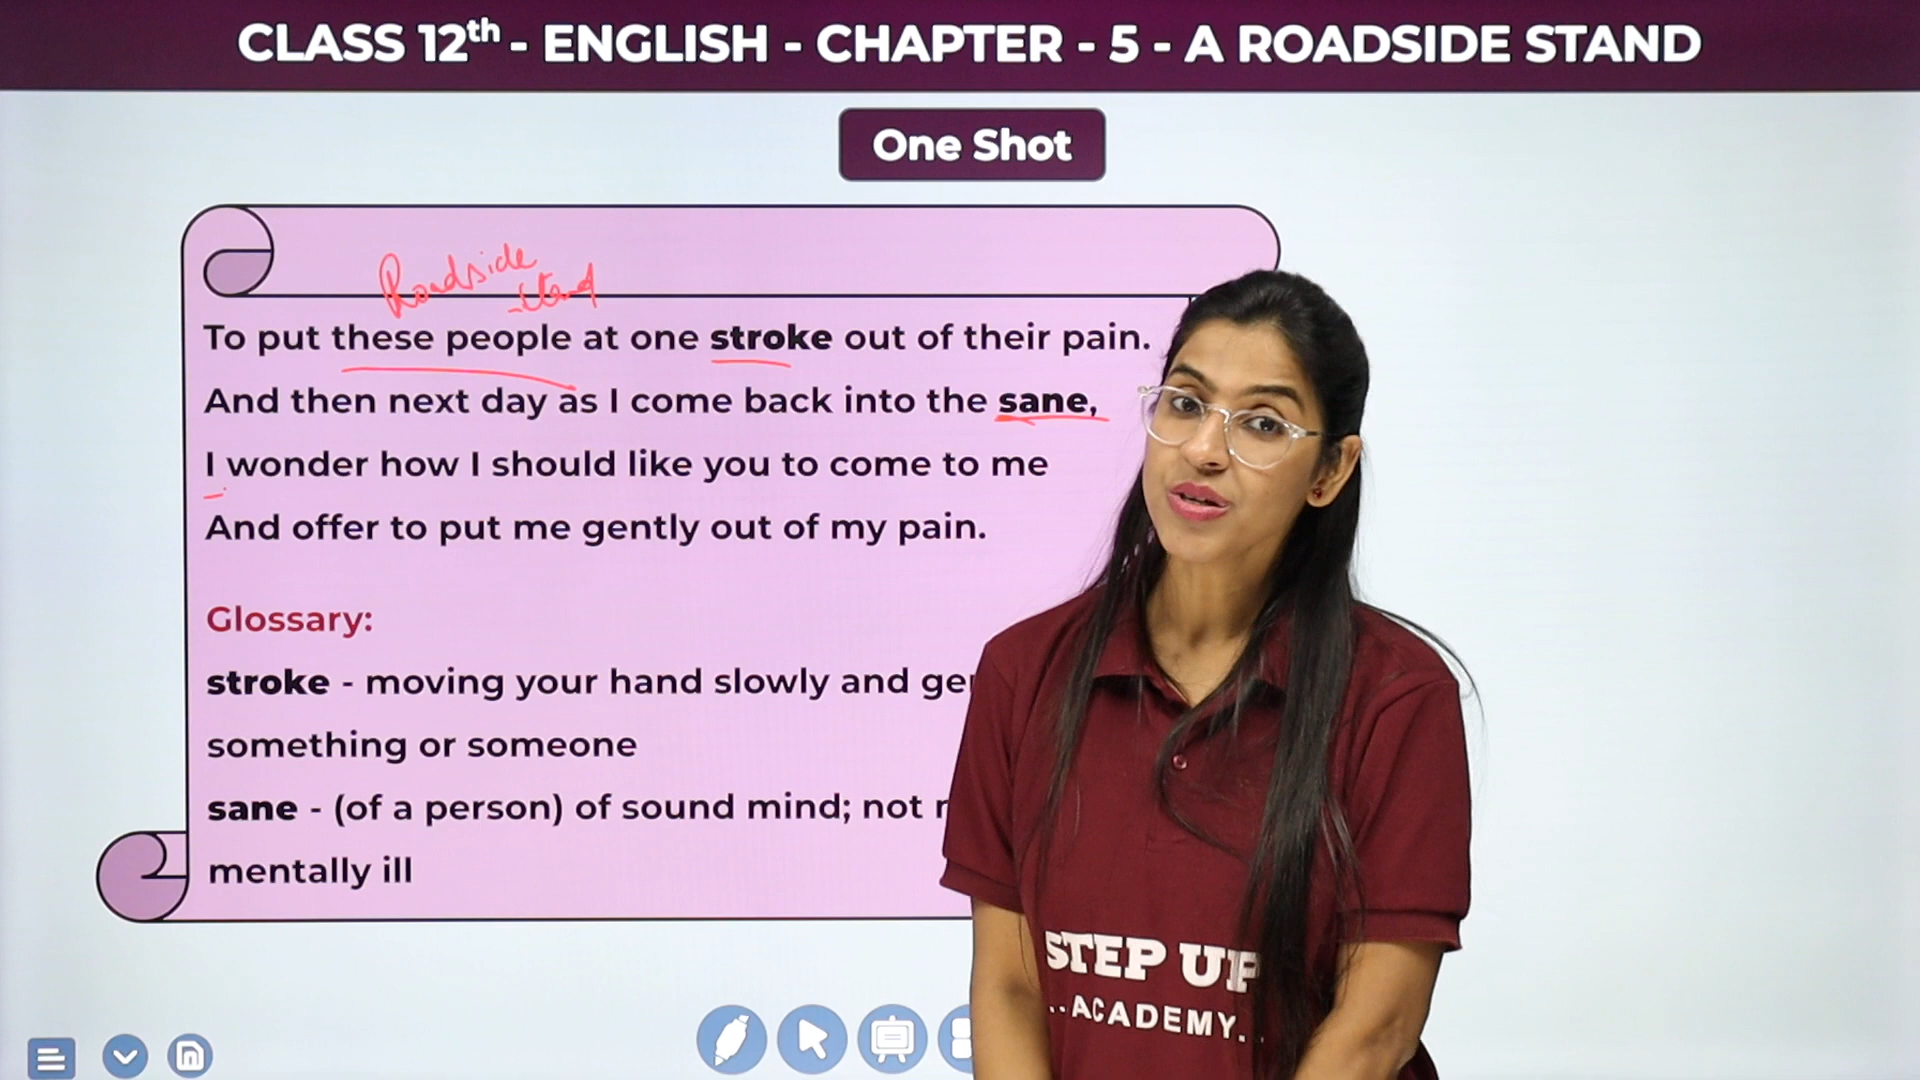 CLASS 12th - ENGLISH - CHAPTER - 5 - A ROADSIDE STAND
One Shot
Roadside
stand
To put these people at one stroke out of their pain.
And then next day as I come back into the sane,
I wonder how I should like you to come to me
And offer to put me gently out of my pain.
Glossary:
stroke - moving your hand slowly and
something or someone
sane - (of a person) of sound mind; not
mentally ill
STEP UP
..ACADEMY..